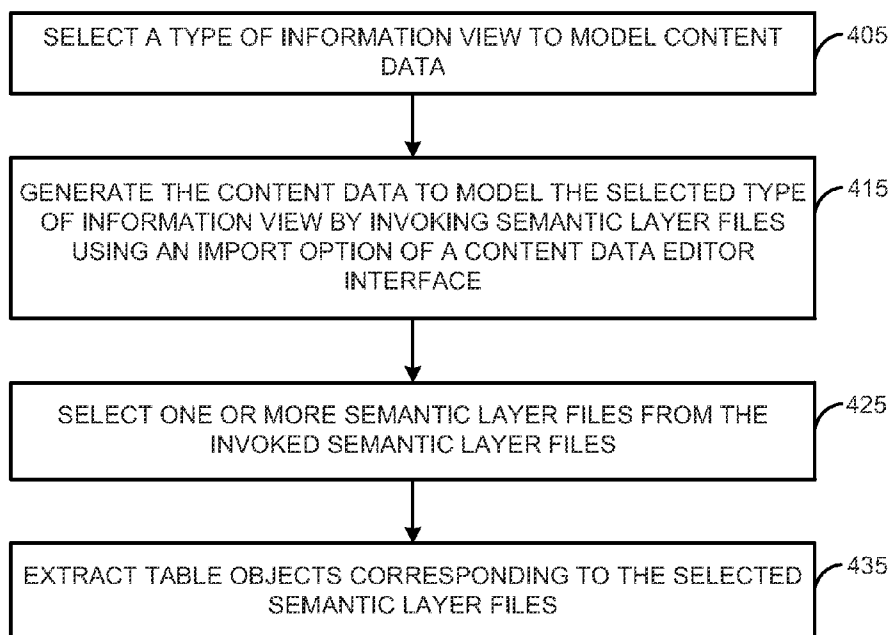 SELECT A TYPE OF INFORMATION VIEW TO MODEL CONTENT
DATA
405
GENERATE THE CONTENT DATA TO MODEL THE SELECTED TYPE
OF INFORMATION VIEW BY INVOKING SEMANTIC LAYER FILES
USING AN IMPORT OPTION OF A CONTENT DATA EDITOR
INTERFACE
415
SELECT ONE OR MORE SEMANTIC LAYER FILES FROM THE
INVOKED SEMANTIC LAYER FILES
425
EXTRACT TABLE OBJECTS CORRESPONDING TO THE SELECTED
SEMANTIC LAYER FILES
435